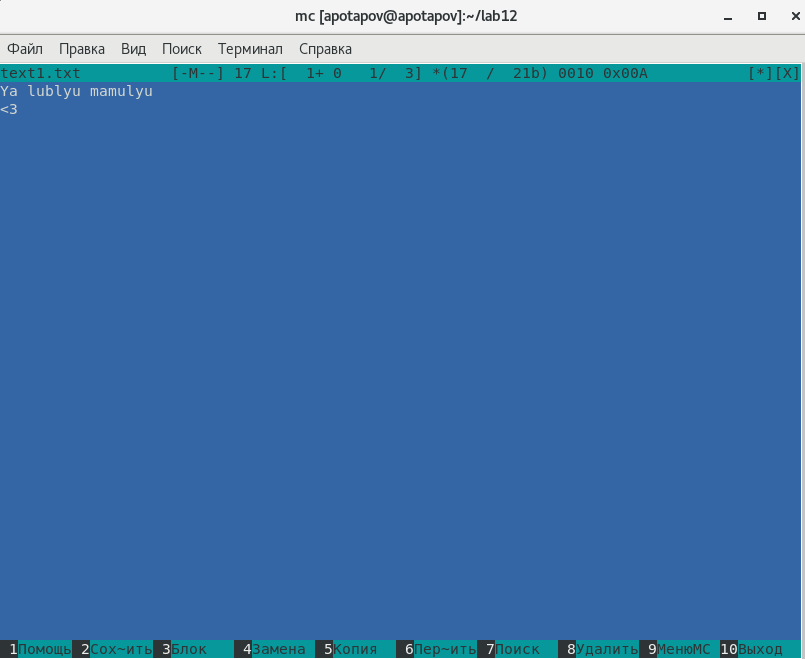 mc [apotapov@apotapov]:~/lab12
Файл Правка Вид Поиск Терминал Справка
text1.txt [-M--] 17 L:[ 1+ 0 1/ 3] *(17 / 21b) 0010 0x00A [*][X]
Ya lublyu mamulyu
<3
1Помощь 2Сох~ить 3Блок 4Замена 5Копия 6Пер~ить 7Поиск 8Удалить 9МенюMC 10Выход